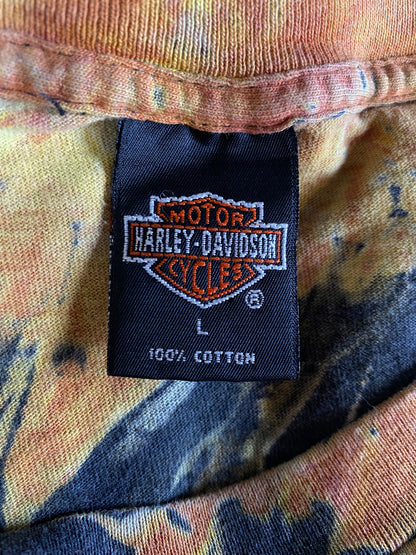 MOTOR
HARLEY-DAVIDSON
CYCLES
®
L
100% COTTON